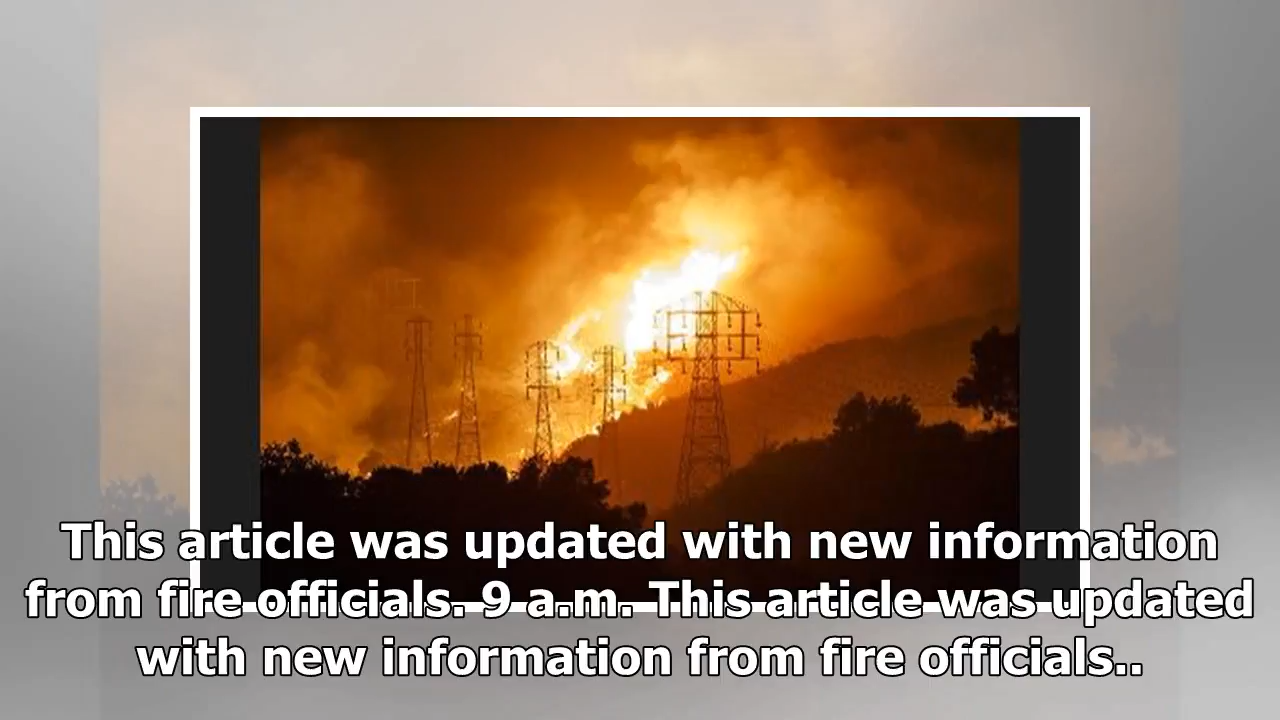 This article was updated with new information
from fire officials. 9 a.m. This article was updated
with new information from fire officials..